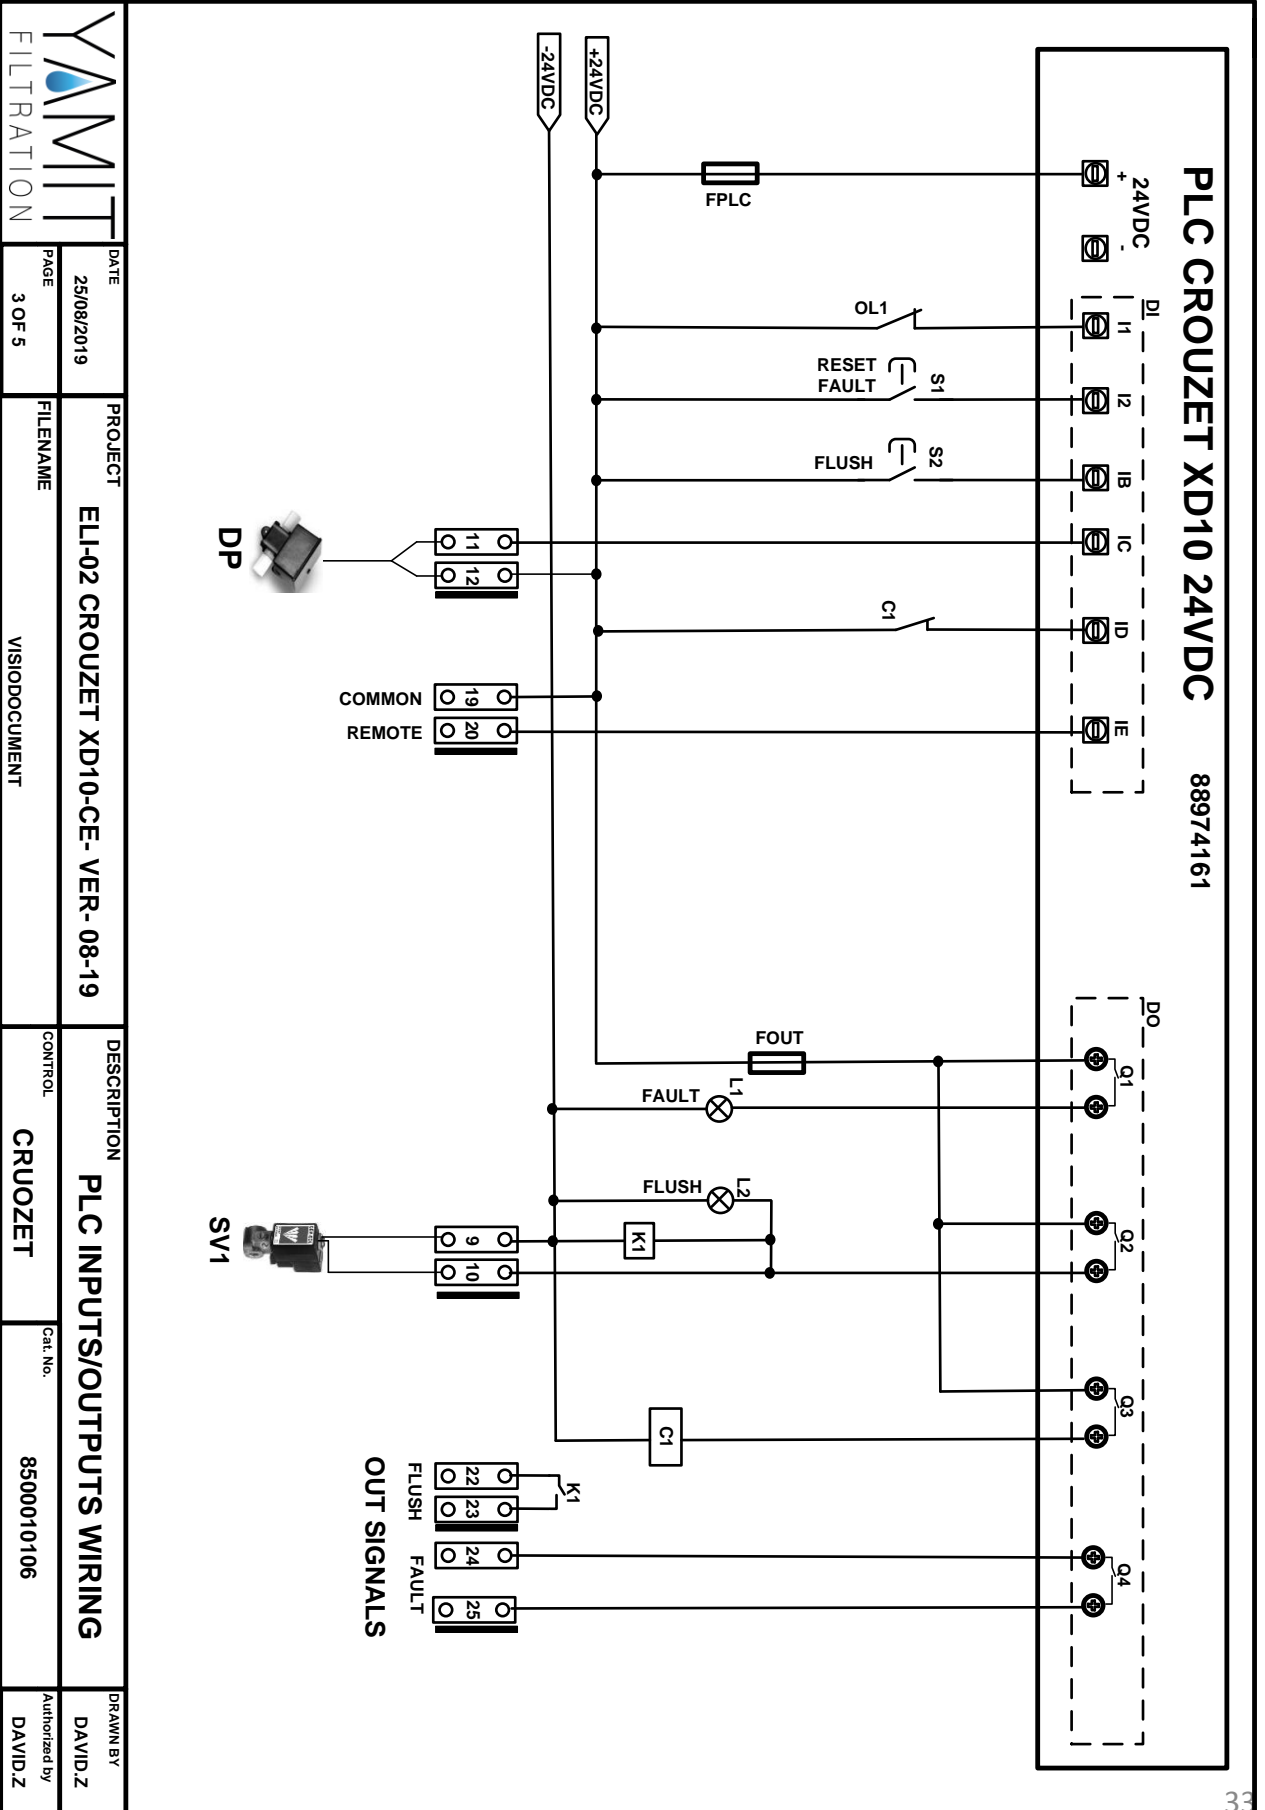 PLC CROUZET XD10 24VDC 88974161
+ 24VDC -
DI
I1
I2
IB
IC
ID
IE
DO
Q1
Q2
Q3
Q4
+24VDC
-24VDC
FPLC
OL1
RESET
FAULT
S1
FLUSH
S2
C1
11
12
DP
COMMON
19
REMOTE
20
FOUT
FAULT
L1
FLUSH
L2
K1
9
10
SV1
C1
K1
22
23
24
25
FLUSH
FAULT
OUT SIGNALS
YAMIT
FILTRATION
DATE
25/08/2019
PAGE
3 OF 5
PROJECT
ELI-02 CROUZET XD10-CE- VER- 08-19
FILENAME
VISIODOCUMENT
DESCRIPTION
PLC INPUTS/OUTPUTS WIRING
CONTROL
CRUOZET
Cat. No.
8500010106
DRAWN BY
DAVID.Z
Authorized by
DAVID.Z
33